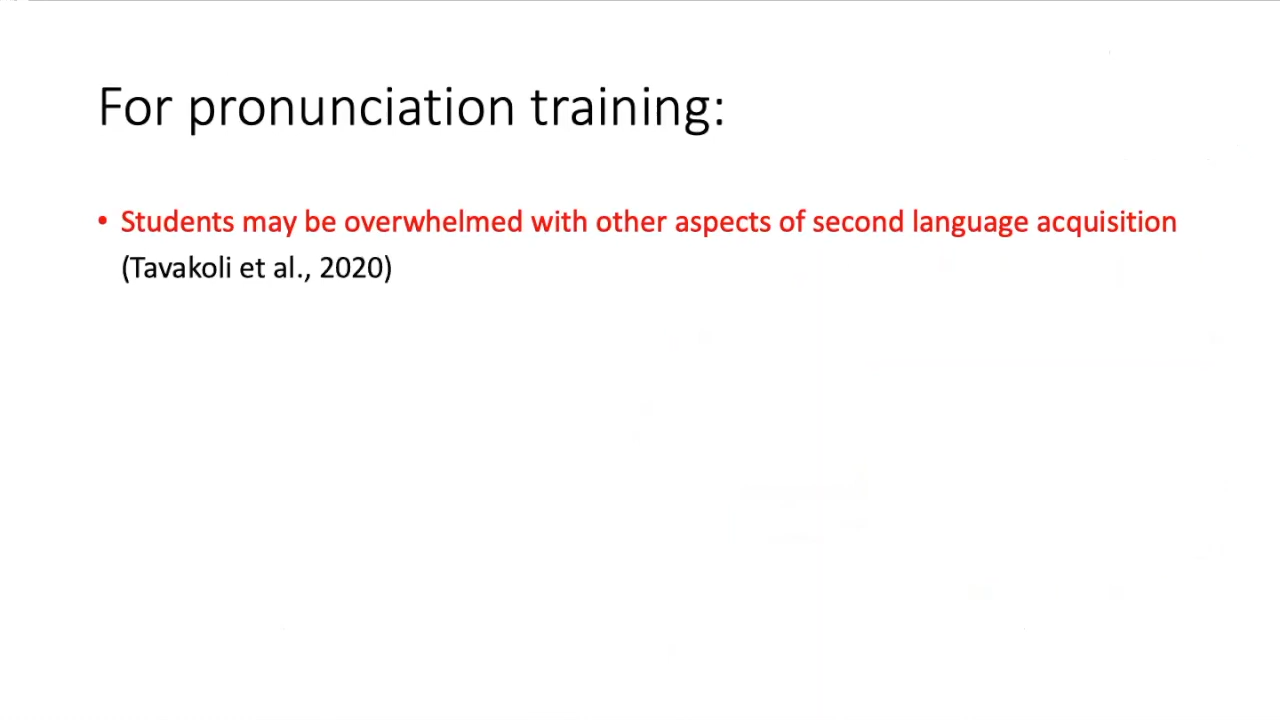 For pronunciation training:
• Students may be overwhelmed with other aspects of second language acquisition
(Tavakoli et al., 2020)